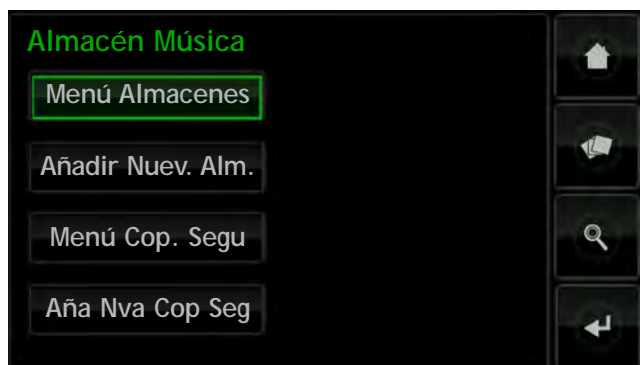 Almacén Música
Menú Almacenes
Añadir Nuev. Alm.
Menú Cop. Segu
Aña Nva Cop Seg